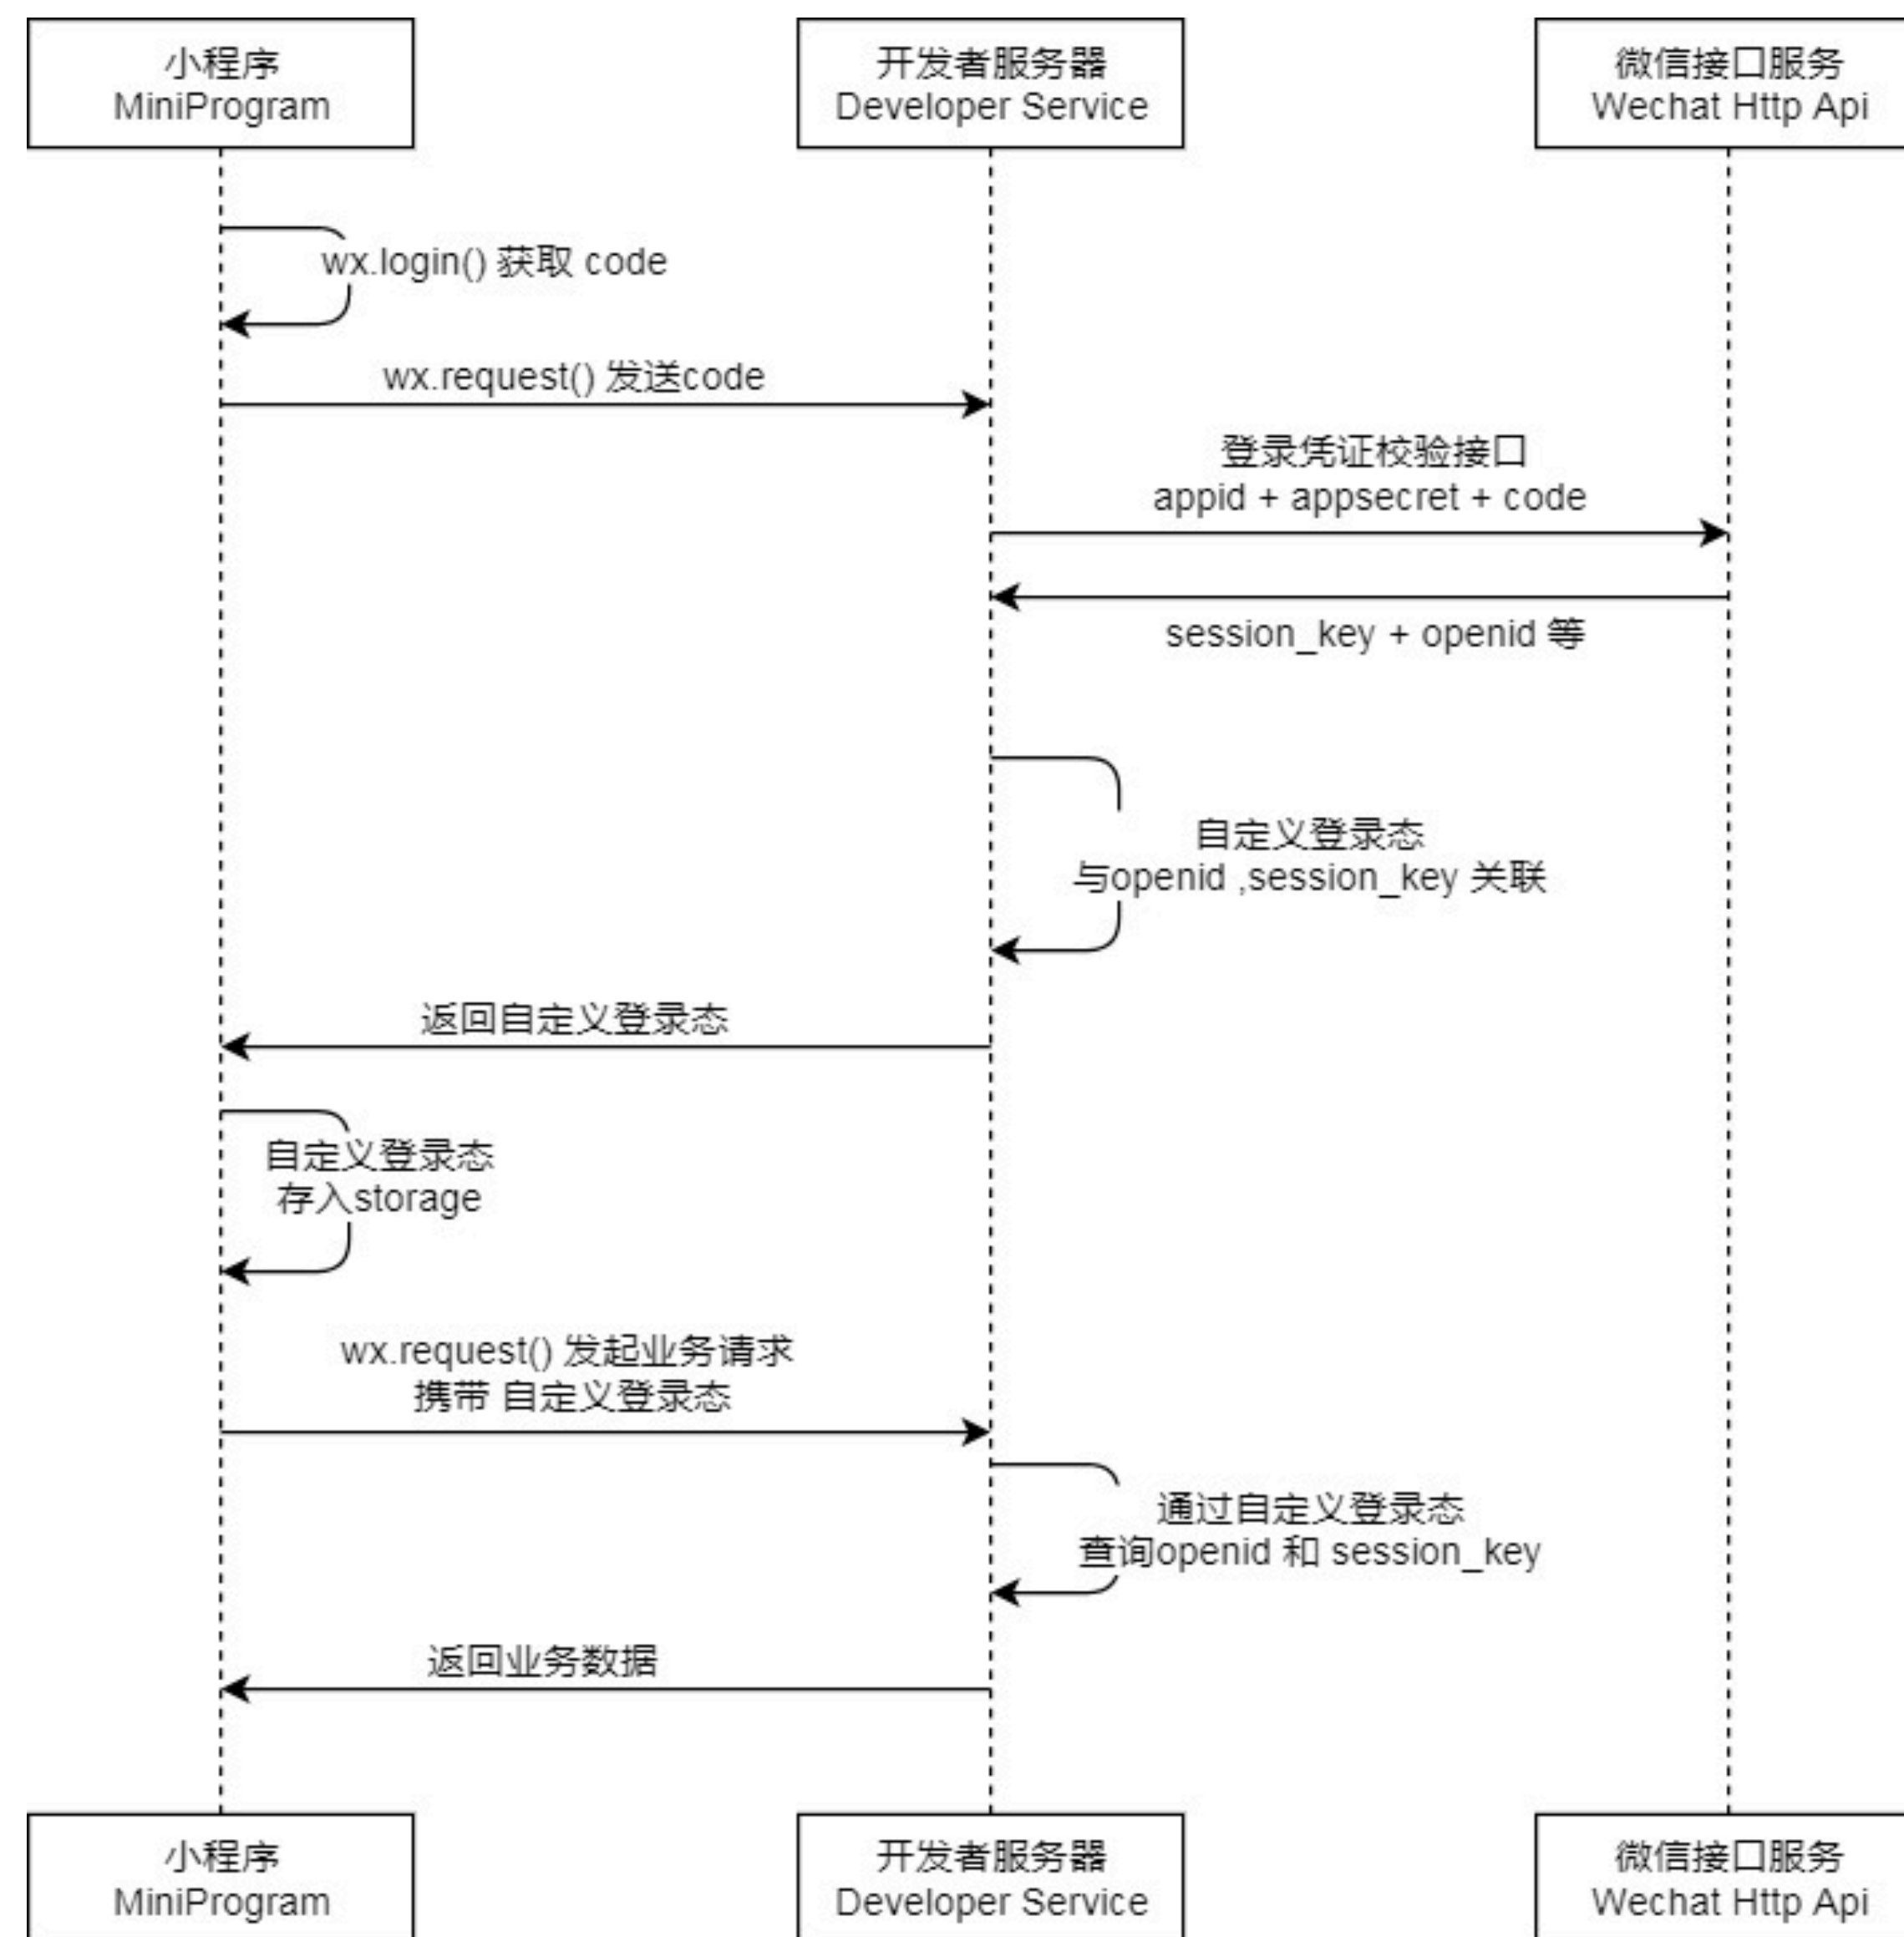 小程序
MiniProgram
开发者服务器
Developer Service
微信接口服务
Wechat Http Api
wx.login() 获取 code
wx.request() 发送code
登录凭证校验接口
appid + appsecret + code
session_key + openid 等
自定义登录态
与openid ,session_key 关联
返回自定义登录态
自定义登录态
存入storage
wx.request() 发起业务请求
携带 自定义登录态
通过自定义登录态
查询openid 和 session_key
返回业务数据
小程序
MiniProgram
开发者服务器
Developer Service
微信接口服务
Wechat Http Api